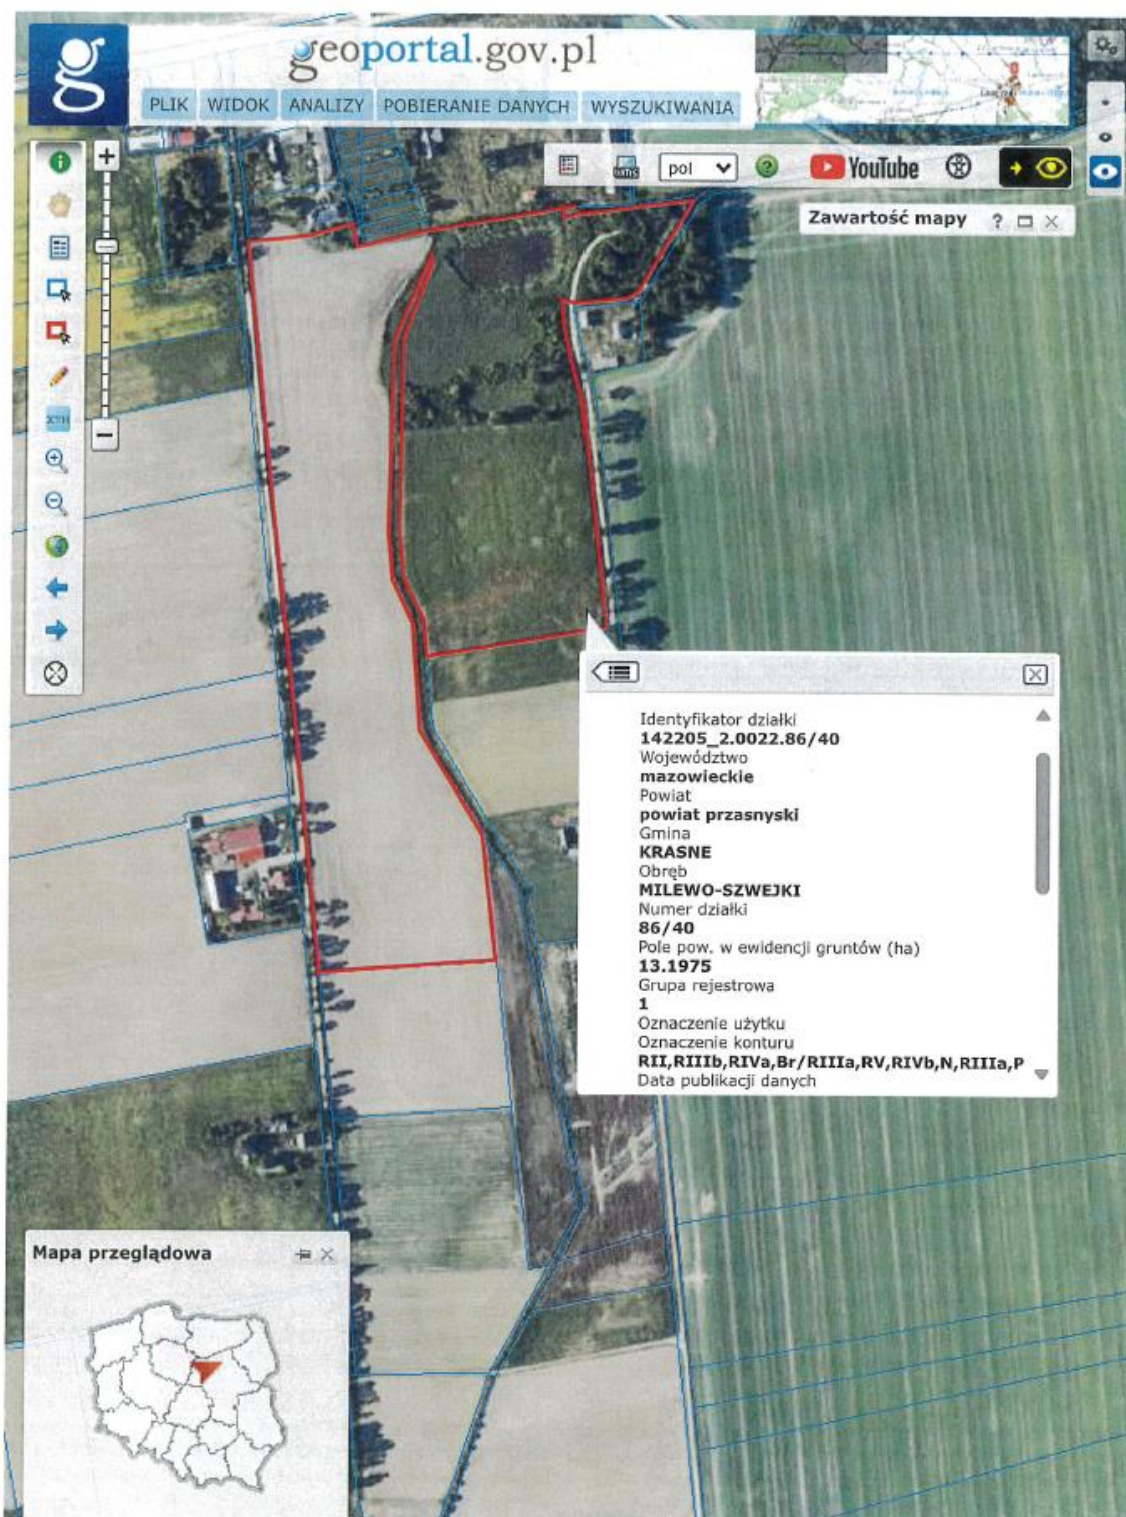 geoportal.gov.pl
PLIK WIDOK ANALIZY POBIERANIE DANYCH WYSZUKIWANIA
pol YouTube
Zawartość mapy ?
Identyfikator działki
142205_2.0022.86/40
Województwo
mazowieckie
Powiat
powiat przasnyski
Gmina
KRASNE
Obręb
MILEWO-SZWEJKI
Numer działki
86/40
Pole pow. w ewidencji gruntów (ha)
13.1975
Grupa rejestrowa
1
Oznaczenie użytku
Oznaczenie konturu
RII,RIIIb,RIVa,Br/RIIIa,RV,RIVb,N,RIIIa,P
Data publikacji danych
Mapa przeglądowa